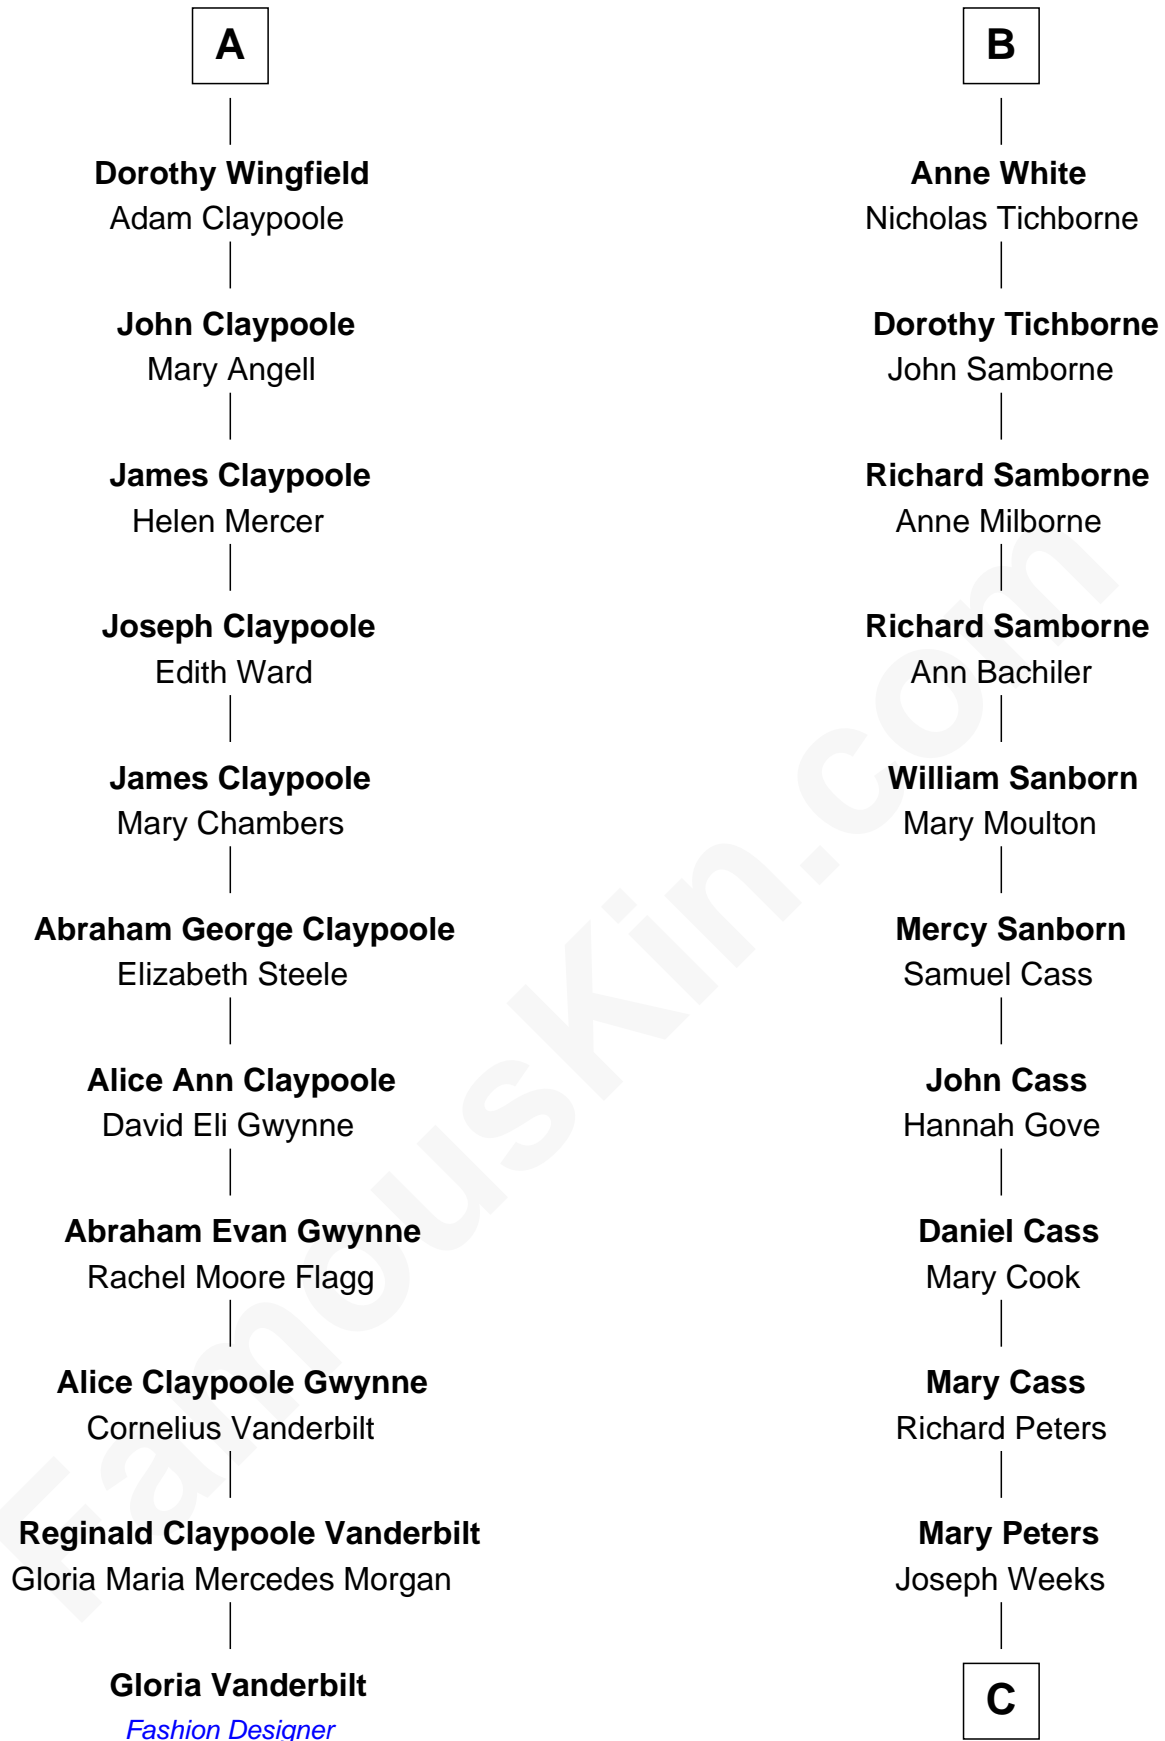 A
Dorothy Wingfield
Adam Claypoole
John Claypoole
Mary Angell
James Claypoole
Helen Mercer
Joseph Claypoole
Edith Ward
James Claypoole
Mary Chambers
Abraham George Claypoole
Elizabeth Steele
Alice Ann Claypoole
David Eli Gwynne
Abraham Evan Gwynne
Rachel Moore Flagg
Alice Claypoole Gwynne
Cornelius Vanderbilt
Reginald Claypoole Vanderbilt
Gloria Maria Mercedes Morgan
Gloria Vanderbilt
Fashion Designer
B
Anne White
Nicholas Tichborne
Dorothy Tichborne
John Samborne
Richard Samborne
Anne Milborne
Richard Samborne
Ann Bachiler
William Sanborn
Mary Moulton
Mercy Sanborn
Samuel Cass
John Cass
Hannah Gove
Daniel Cass
Mary Cook
Mary Cass
Richard Peters
Mary Peters
Joseph Weeks
C
FamousKin.com